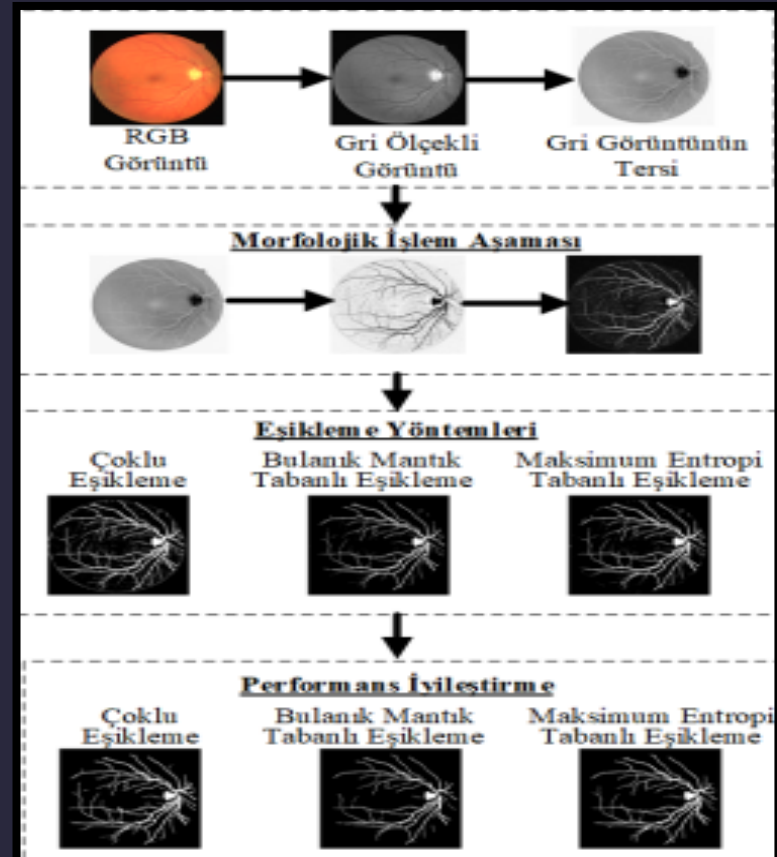 RGB
Görüntü
Gri Ölçekli
Görüntü
Gri Görüntünün
Tersi
Morfolojik İşlem Aşaması
Eşikleme Yöntemleri
Çoklu
Eşikleme
Bulanık Mantık
Tabanlı Eşikleme
Maksimum Entropi
Tabanlı Eşikleme
Performans İyileştirme
Çoklu
Eşikleme
Bulanık Mantık
Tabanlı Eşikleme
Maksimum Entropi
Tabanlı Eşikleme